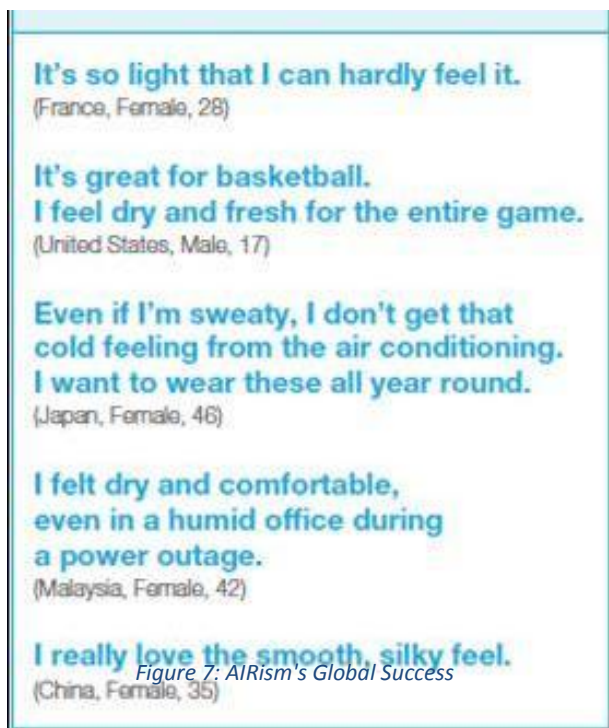 It's so light that I can hardly feel it.
(France, Female, 28)
It's great for basketball.
I feel dry and fresh for the entire game.
(United States, Male, 17)
Even if I'm sweaty, I don't get that
cold feeling from the air conditioning.
I want to wear these all year round.
(Japan, Female, 46)
I felt dry and comfortable,
even in a humid office during
a power outage.
(Malaysia, Female, 42)
I really love the smooth, silky feel.
Figure 7: AIRism's Global Success
(China, Female, 35)